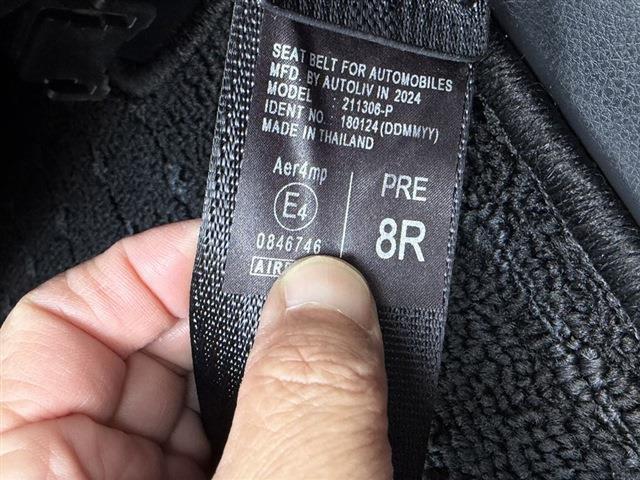 SEAT BELT FOR AUTOMOBILES
MFD. BY AUTOLIV IN 2024
MODEL : 211306-P
IDENT NO. 180124(DDMMYY)
MADE IN THAILAND
Aer4mp
E4
0846746
PRE
8R